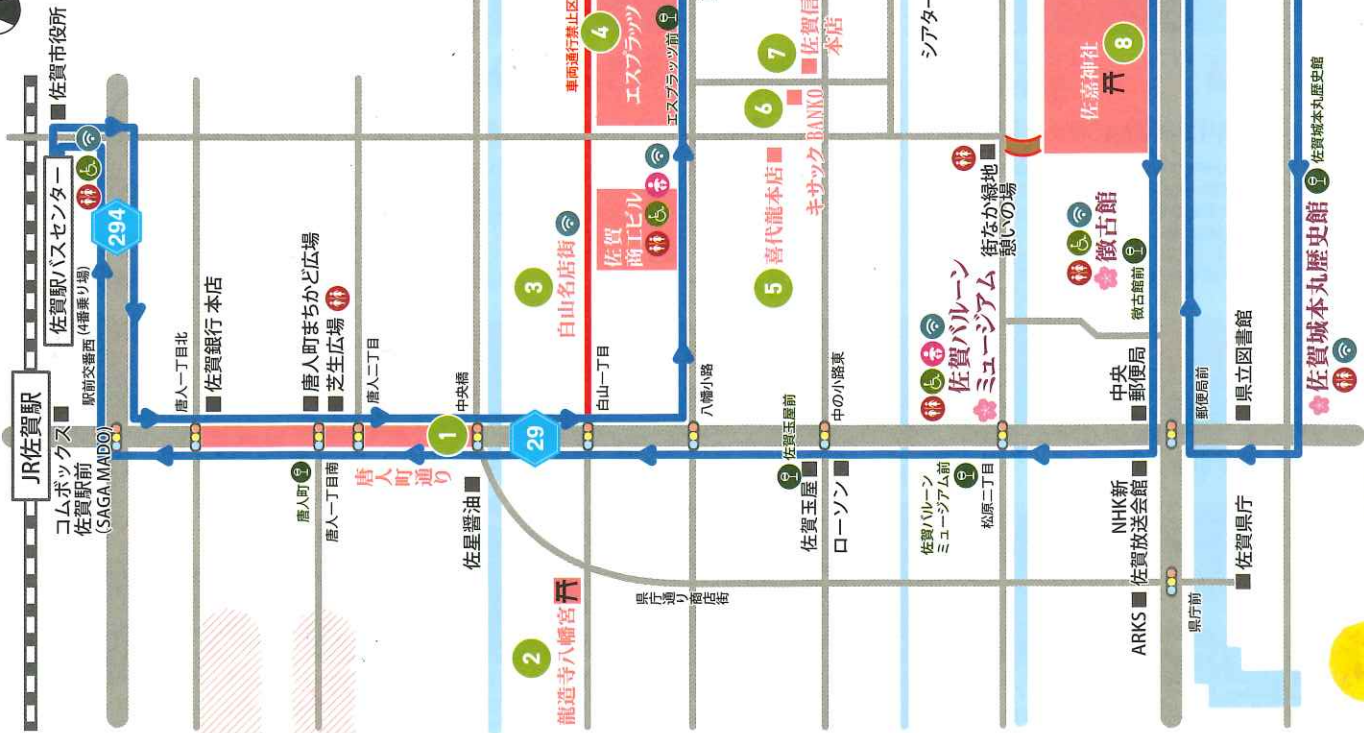 JR佐賀駅
コムボックス
佐賀駅前
(SAGA MADO)
駅前交番西
(4番乗り場)
佐賀駅バスセンター
佐賀市役所
294
唐人一丁目北
佐賀銀行 本店
唐人町
唐人一丁目南
唐人町まちかど広場
芝生広場
唐人二丁目
唐人町通り
1
中央橋
佐星醤油
29
2
龍造寺八幡宮
3
白山名店街
白山一丁目
車両通行禁止区
4
エスプラッツ
エスプラッツ前
佐賀
商工ビル
八幡小路
県庁通り商店街
5
喜代龍本店
6
キサック BANKO
7
佐賀信
本店
佐賀玉屋前
佐賀玉屋
ローソン
中の小路東
シアター
佐賀バルーン
ミュージアム前
松原二丁目
佐賀バルーン
ミュージアム
街なか緑地
憩いの場
佐嘉神社
8
徴古館
徴古館前
NHK新
佐賀放送会館
ARKS
中央
郵便局
郵便局前
県庁前
佐賀県庁
県立図書館
佐賀城本丸歴史館
佐賀城本丸歴史館